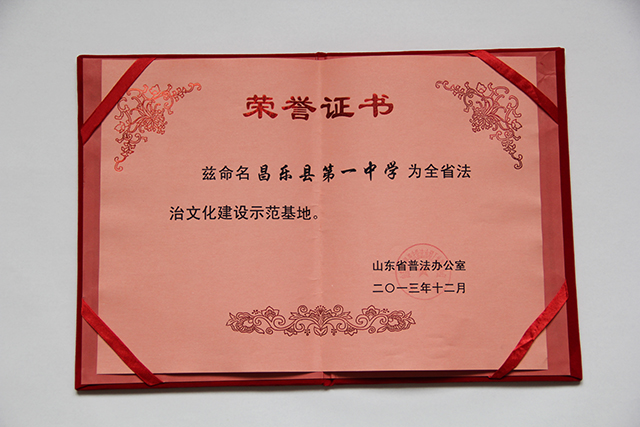 荣誉证书
兹命名昌乐县第一中学为全省法
治文化建设示范基地。
山东省普法办公室
二〇一三年十二月